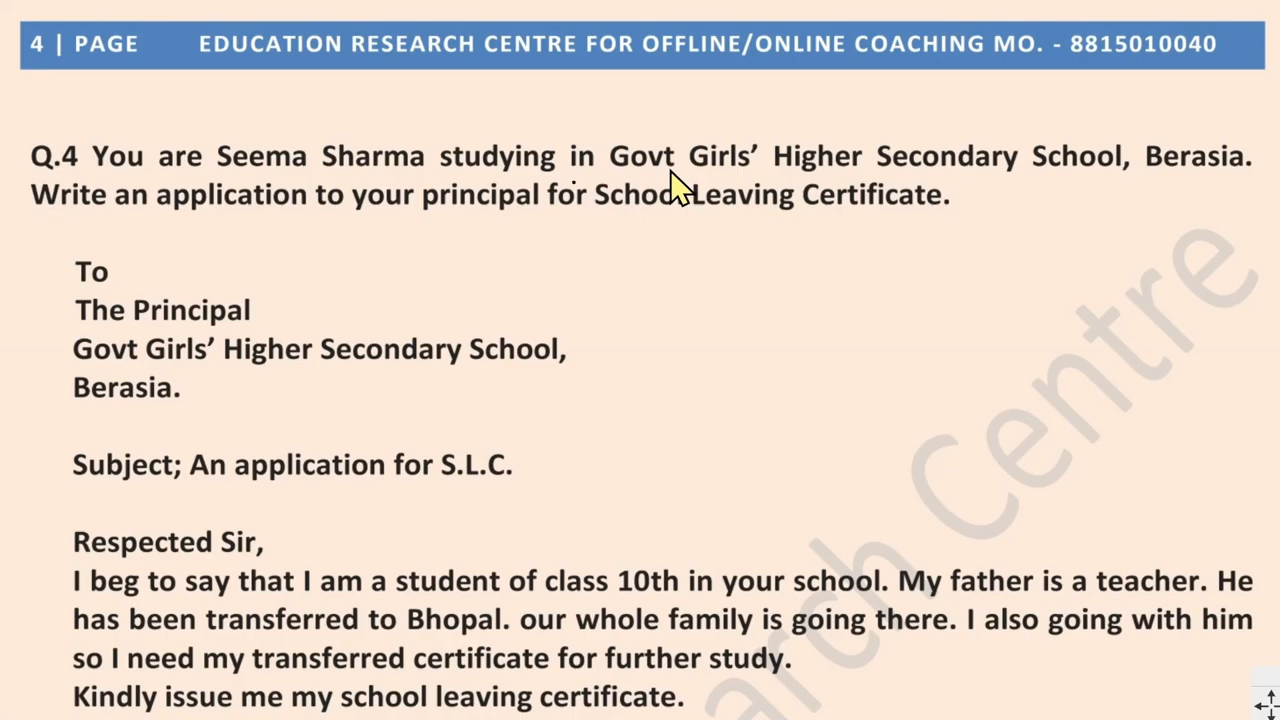 4 | PAGE EDUCATION RESEARCH CENTRE FOR OFFLINE/ONLINE COACHING MO. - 8815010040
Q.4 You are Seema Sharma studying in Govt Girls’ Higher Secondary School, Berasia.
Write an application to your principal for School Leaving Certificate.
To
The Principal
Govt Girls’ Higher Secondary School,
Berasia.
Subject; An application for S.L.C.
Respected Sir,
I beg to say that I am a student of class 10th in your school. My father is a teacher. He
has been transferred to Bhopal. our whole family is going there. I also going with him
so I need my transferred certificate for further study.
Kindly issue me my school leaving certificate.
arch Centre